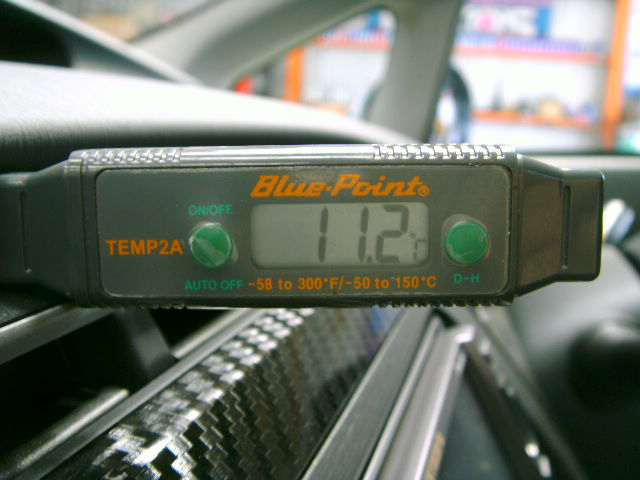 Blue-Point®
ON/OFF
11.2°C
TEMP2A
D-H
AUTO OFF -58 to 300°F/-50 to 150°C